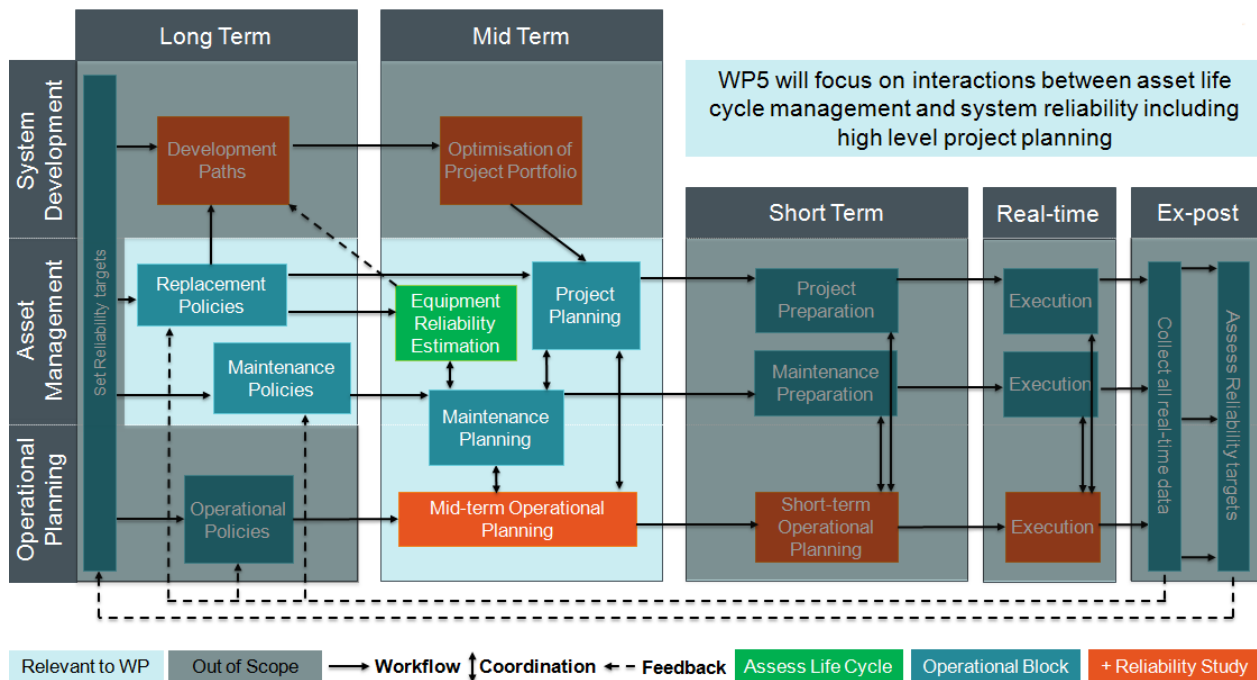 Long Term
Mid Term
WP5 will focus on interactions between asset life
cycle management and system reliability including
high level project planning
System
Development
Development
Paths
Optimisation of
Project Portfolio
Short Term
Real-time
Ex-post
Set Reliability targets
Asset
Management
Replacement
Policies
Equipment
Reliability
Estimation
Project
Planning
Project
Preparation
Execution
Maintenance
Policies
Maintenance
Planning
Maintenance
Preparation
Execution
Collect all real-time data
Assess Reliability targets
Operational
Planning
Operational
Policies
Mid-term Operational
Planning
Short-term
Operational
Planning
Execution
Relevant to WP
Out of Scope
Workflow
Coordination
Feedback
Assess Life Cycle
Operational Block
+ Reliability Study